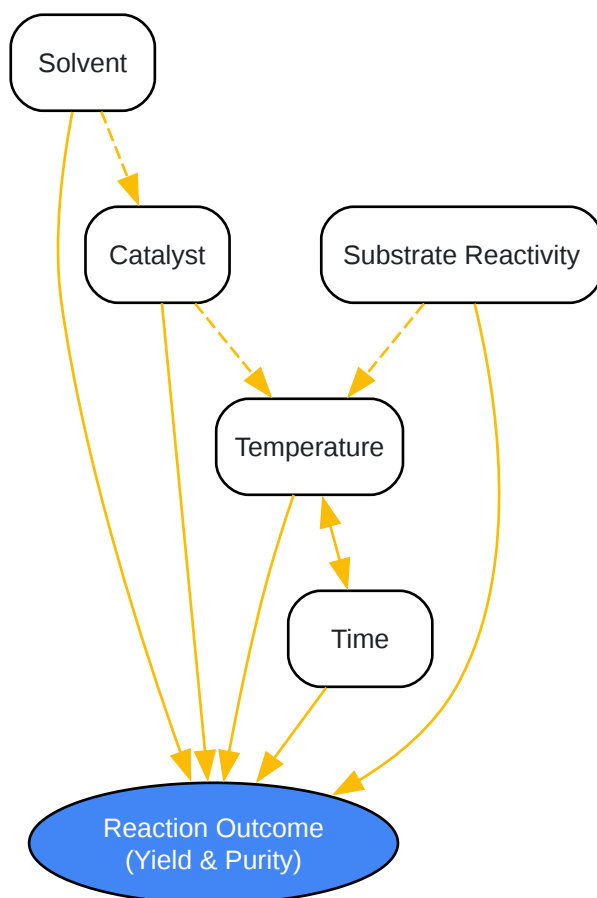 Solvent
Catalyst
Substrate Reactivity
Temperature
Time
Reaction Outcome
(Yield & Purity)